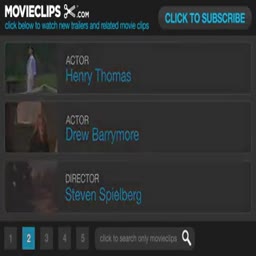 MOVIECLIPS .COM
click below to watch new trailers and related movie clips
CLICK TO SUBSCRIBE
ACTOR
Henry Thomas
ACTOR
Drew Barrymore
DIRECTOR
Steven Spielberg
1 2 3 4 5 click to search only movieclips